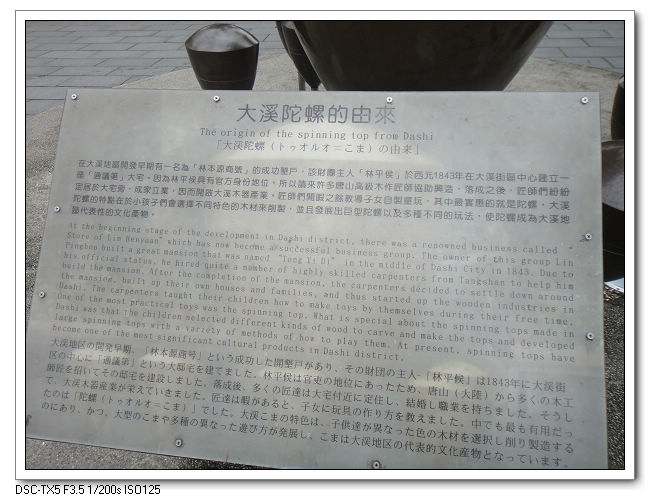 大溪陀螺的由來
The origin of the spinning top from Dashi
「大溪陀螺（トゥオルオ＝こま）の由来」
在大溪地區開發早期有一名為「林本源商號」的成功墾戶，該財團主人「林平侯」於西元1843年在大溪街區中心建立一
座「通議第」大宅。因為林平侯具有官方身份地位，所以請來許多唐山高級木作匠師協助興造。落成之後，匠師們紛紛
定居於大宅旁，成家立業，因而開啟大溪木器產業。匠師們閒暇之餘教導子女自製童玩，其中最實惠的就是陀螺，大溪
陀螺的特點在於小孩子們會選擇不同特色的木材來削製，並且發展出巨型陀螺以及多種不同的玩法，使陀螺成為大溪地
區代表性的文化產物。
At the beginning stage of the development in Dashi district, there was a renowned business called "
Store of Lin Benyuan" which has now become a successful business group. The owner of this group Lin
Pinghou built a great mansion that was named "Tong Yi Di" in the middle of Dashi City in 1843. Due to
his official status, he hired quite a number of highly skilled carpenters from Tangshan to help him
build the mansion. After the completion of the mansion, the carpenters decided to settle down around
the mansion, built up their own houses and families, and thus started up the wooden industries in
Dashi. The carpenters taught their children how to make toys by themselves during their free time.
One of the most practical toys was the spinning top. What is special about the spinning tops made in
Dashi was that the children selected different kinds of wood to carve and make the tops and developed
large spinning tops with a variety of methods of how to play them. At present, spinning tops have
become one of the most significant cultural products in Dashi district.
大溪地区の開発早期、「林本源商号」という成功した開墾戸があり、その財団の主人-「林平候」は1843年に大溪街
区の中心に「通議第」という大邸宅を建てました。林平候は官吏の地位にあったため、唐山（大陸）から多くの木工
師匠を招いてその邸宅を建設しました。落成後、多くの匠達は大宅付近に定住し、結婚し職業を持ちました。そうし
て、大溪木器産業が栄えていきました。匠達は暇があると、子女に玩具の作り方を教えました。中でも最も有用だっ
たのは「陀螺（トゥオルオ＝こま）」でした。大溪こまの特色は、子供達が異なった色の木材を選択し削り製造する
のにあり、かつ、大型のこまや多種の異なった遊び方が発展し、こまは大溪地区の代表的文化産物となっています。
DSC-TX5 F3.5 1/200s ISO125